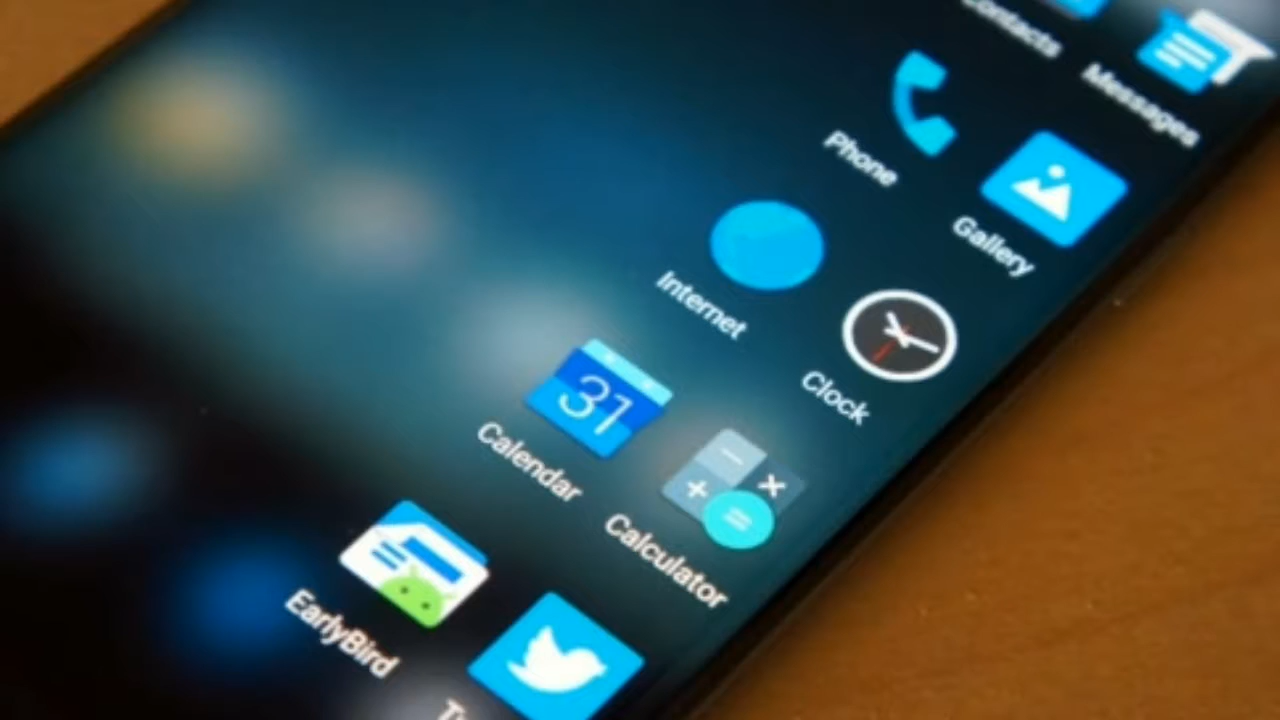 Contacts
Messages
Phone
Gallery
Internet
Clock
31
Calendar
Calculator
EarlyBird